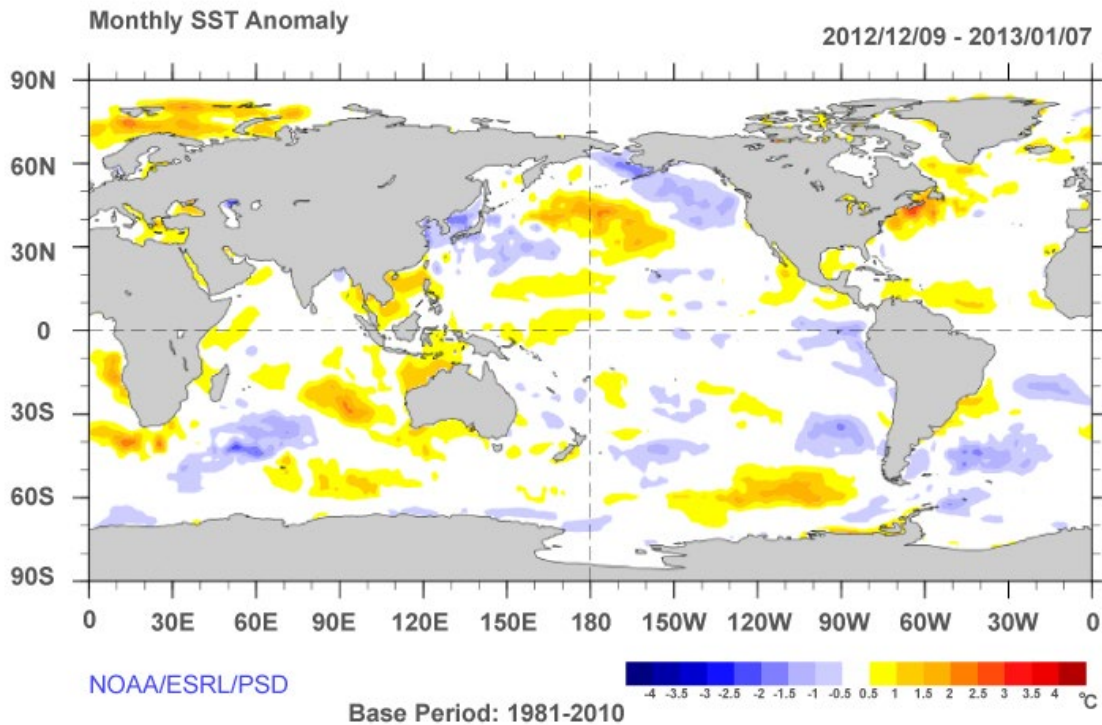 Monthly SST Anomaly
2012/12/09 - 2013/01/07
90N
60N
30N
0
30S
60S
90S
0 30E 60E 90E 120E 150E 180 150W 120W 90W 60W 30W 0
NOAA/ESRL/PSD
-4 -3.5 -3 -2.5 -2 -1.5 -1 -0.5 0.5 1 1.5 2 2.5 3 3.5 4 °C
Base Period: 1981-2010